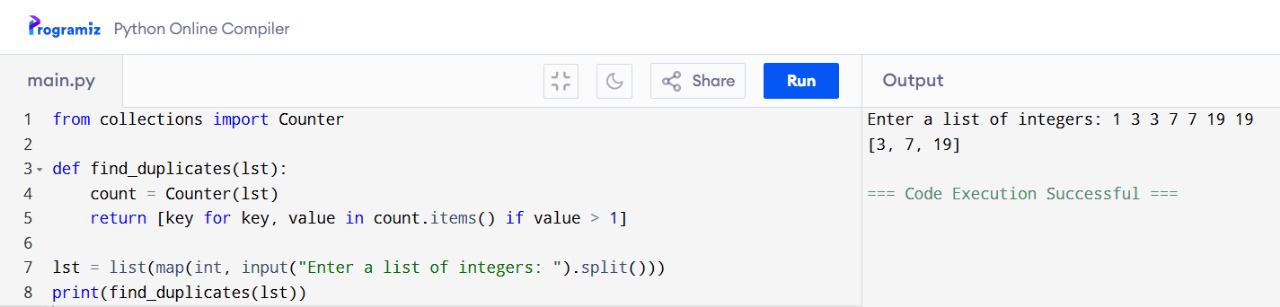 Programiz Python Online Compiler
main.py Share Run Output
1 from collections import Counter
2
3 def find_duplicates(lst):
4     count = Counter(lst)
5     return [key for key, value in count.items() if value > 1]
6
7 lst = list(map(int, input("Enter a list of integers: ").split()))
8 print(find_duplicates(lst))
Enter a list of integers: 1 3 3 7 7 19 19
[3, 7, 19]
=== Code Execution Successful ===